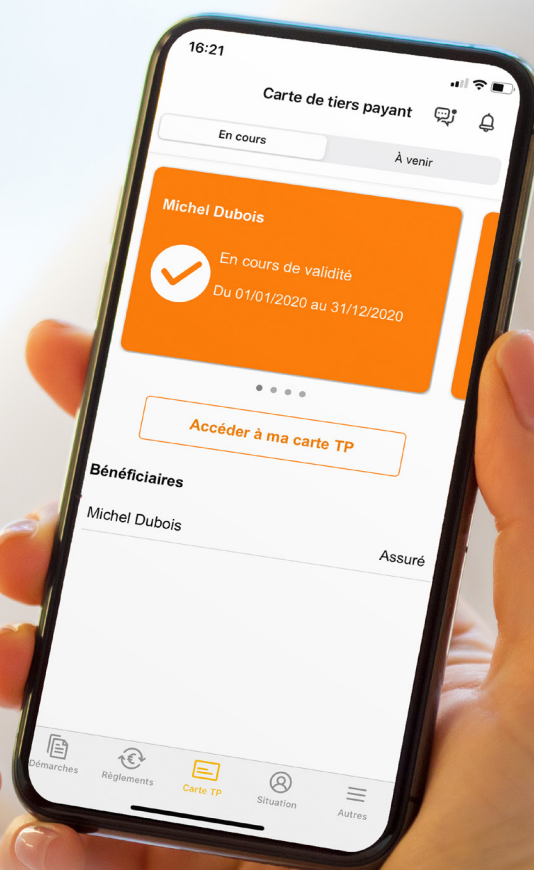 16:21
Carte de tiers payant
En cours
À venir
Michel Dubois
En cours de validité
Du 01/01/2020 au 31/12/2020
Accéder à ma carte TP
Bénéficiaires
Michel Dubois
Assuré
Démarches
Règlements
Carte TP
Situation
Autres